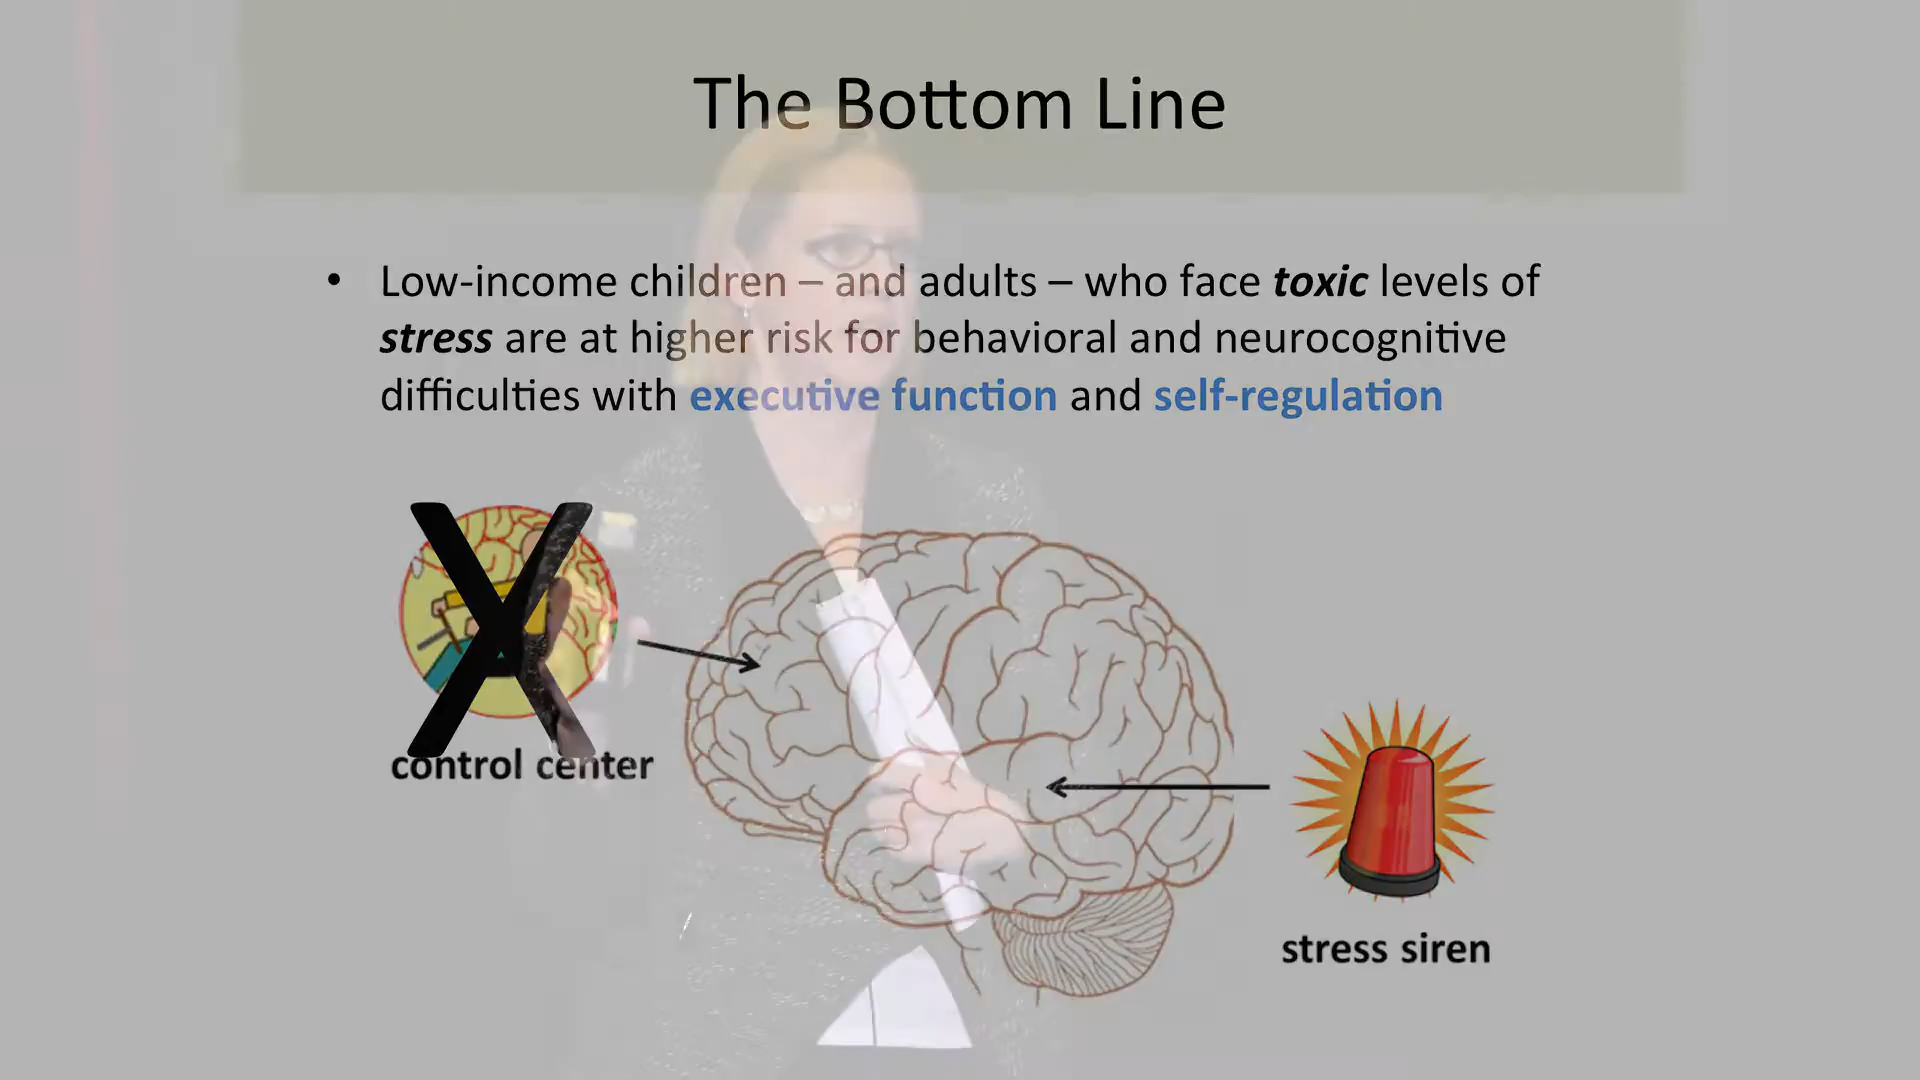 The Bottom Line
• Low-income children – and adults – who face toxic levels of
stress are at higher risk for behavioral and neurocognitive
difficulties with executive function and self-regulation
control center
stress siren